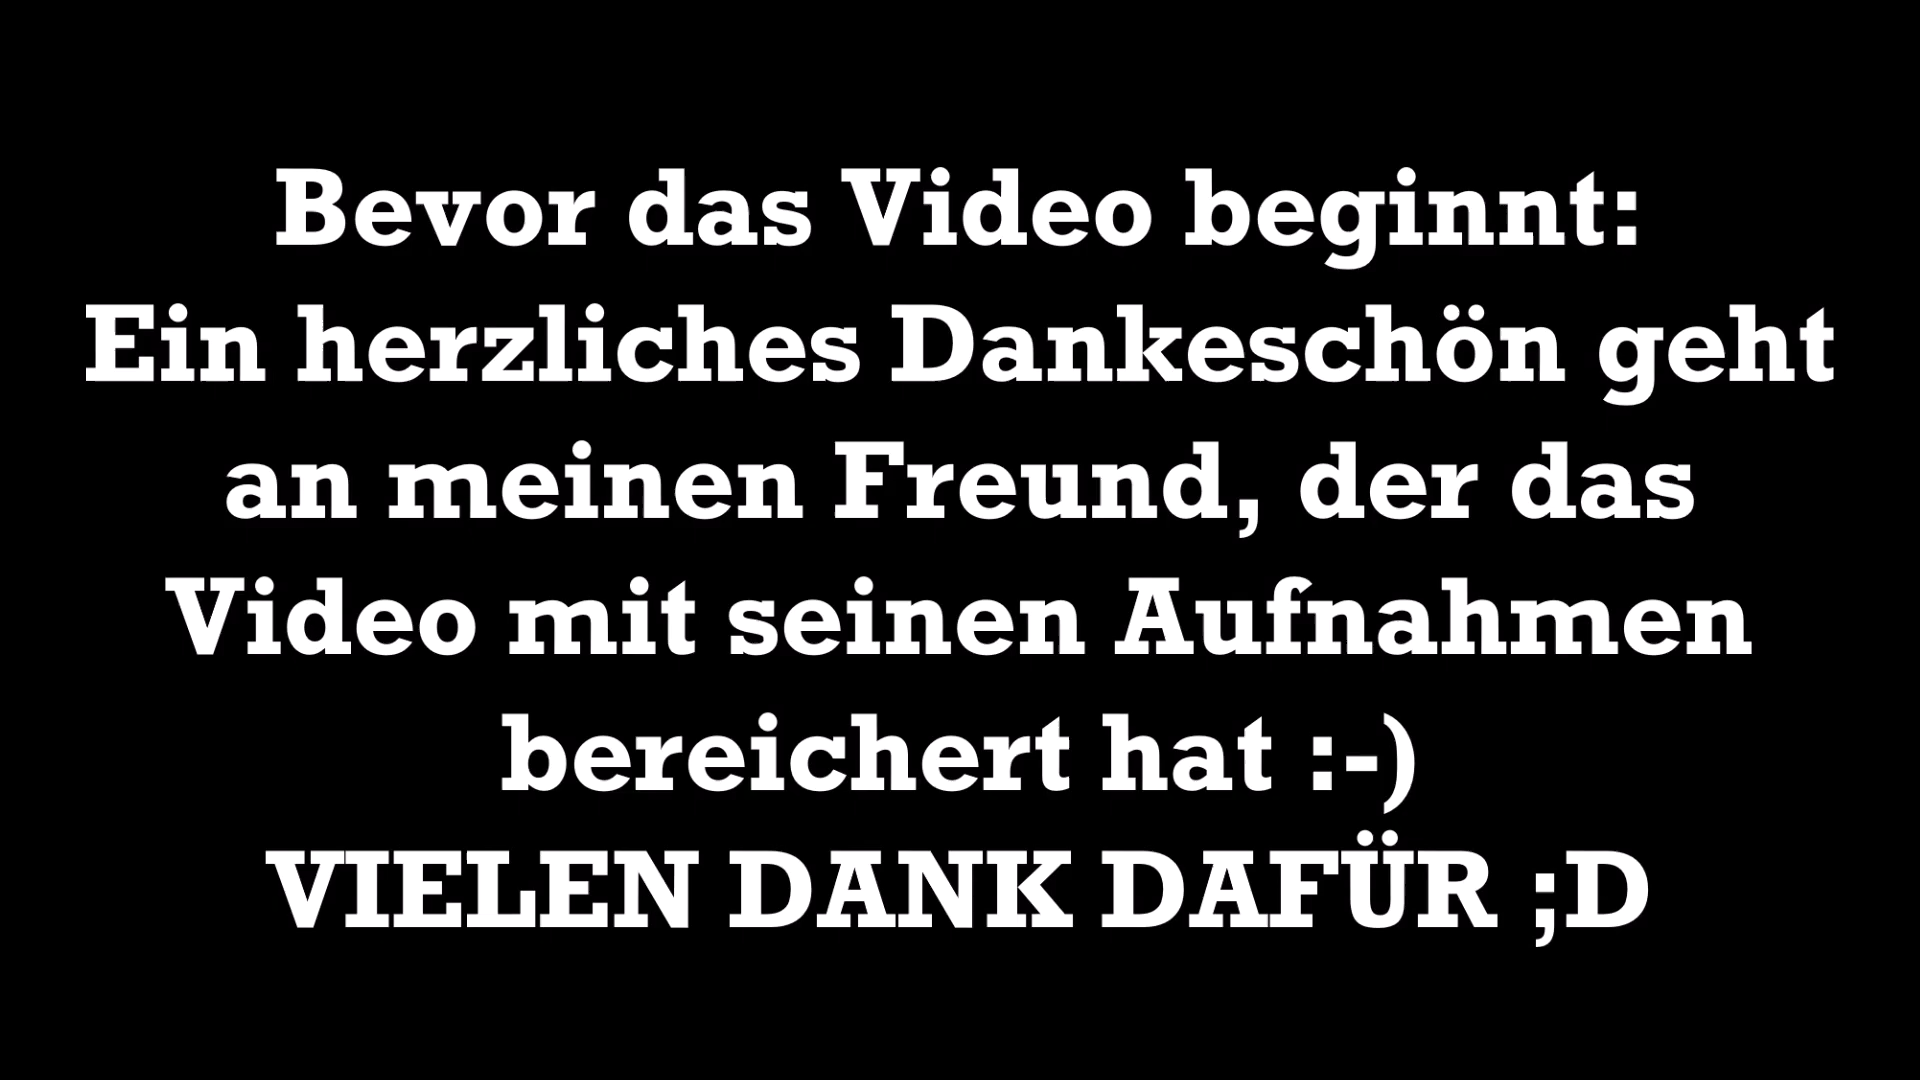 Bevor das Video beginnt:
Ein herzliches Dankeschön geht
an meinen Freund, der das
Video mit seinen Aufnahmen
bereichert hat :-)
VIELEN DANK DAFÜR ;D